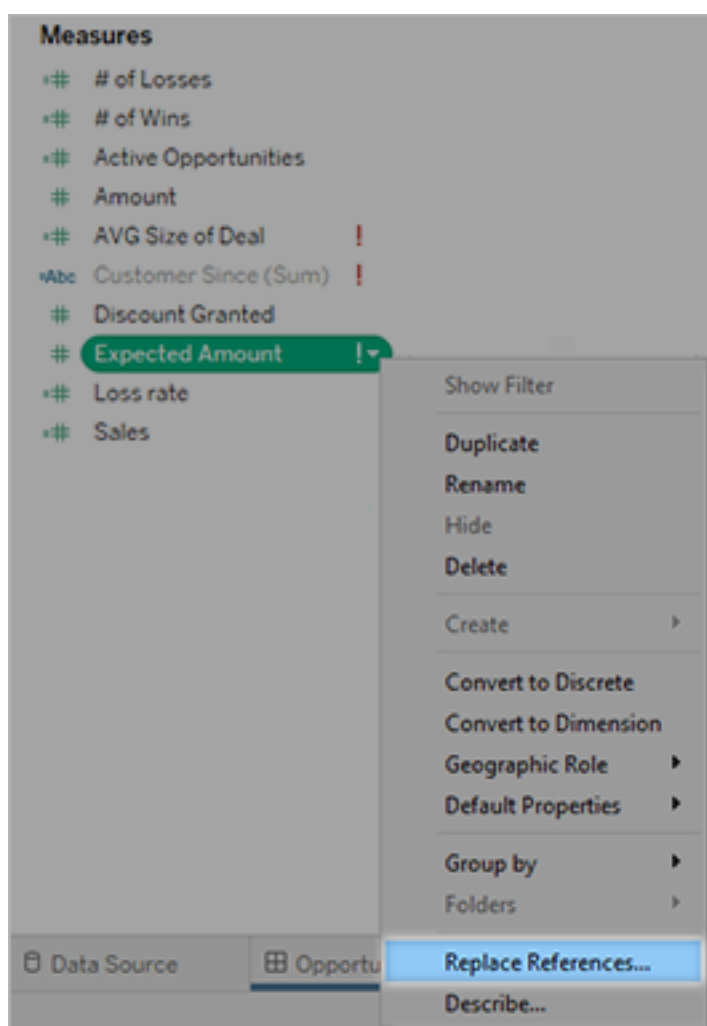 Measures
# of Losses
# of Wins
Active Opportunities
Amount
AVG Size of Deal !
Abc Customer Since (Sum) !
Discount Granted
Expected Amount !
Loss rate
Sales
Show Filter
Duplicate
Rename
Hide
Delete
Create
Convert to Discrete
Convert to Dimension
Geographic Role
Default Properties
Group by
Folders
Replace References...
Describe...
Data Source
Opportu